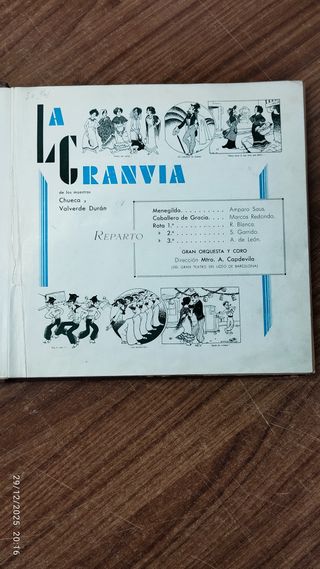 LA
GRANVIA
de los maestros
Chueca y
Valverde Durán
REPARTO
Menegilda.......... Amparo Saus.
Caballero de Gracia.... Marcos Redondo.
Rata 1.º.......... R. Blanca.
» 2.º.......... S. Garrido.
» 3.º.......... A. de León.
GRAN ORQUESTA Y CORO
Dirección Mtro. A. Capdevila
(DEL GRAN TEATRO DEL LICEO DE BARCELONA)
29/12/2025 20:16